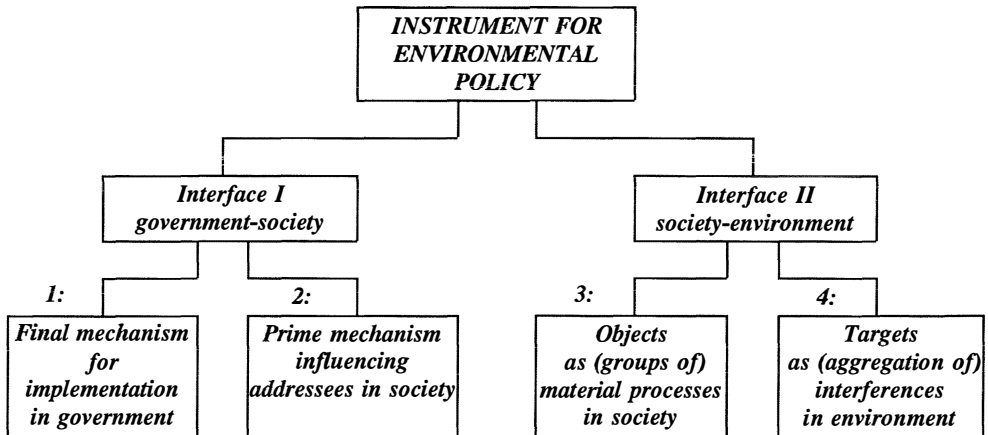 INSTRUMENT FOR
ENVIRONMENTAL
POLICY
Interface I
government-society
Interface II
society-environment
1:
Final mechanism
for
implementation
in government
2:
Prime mechanism
influencing
addressees in society
3:
Objects
as (groups of)
material processes
in society
4:
Targets
as (aggregation of)
interferences
in environment